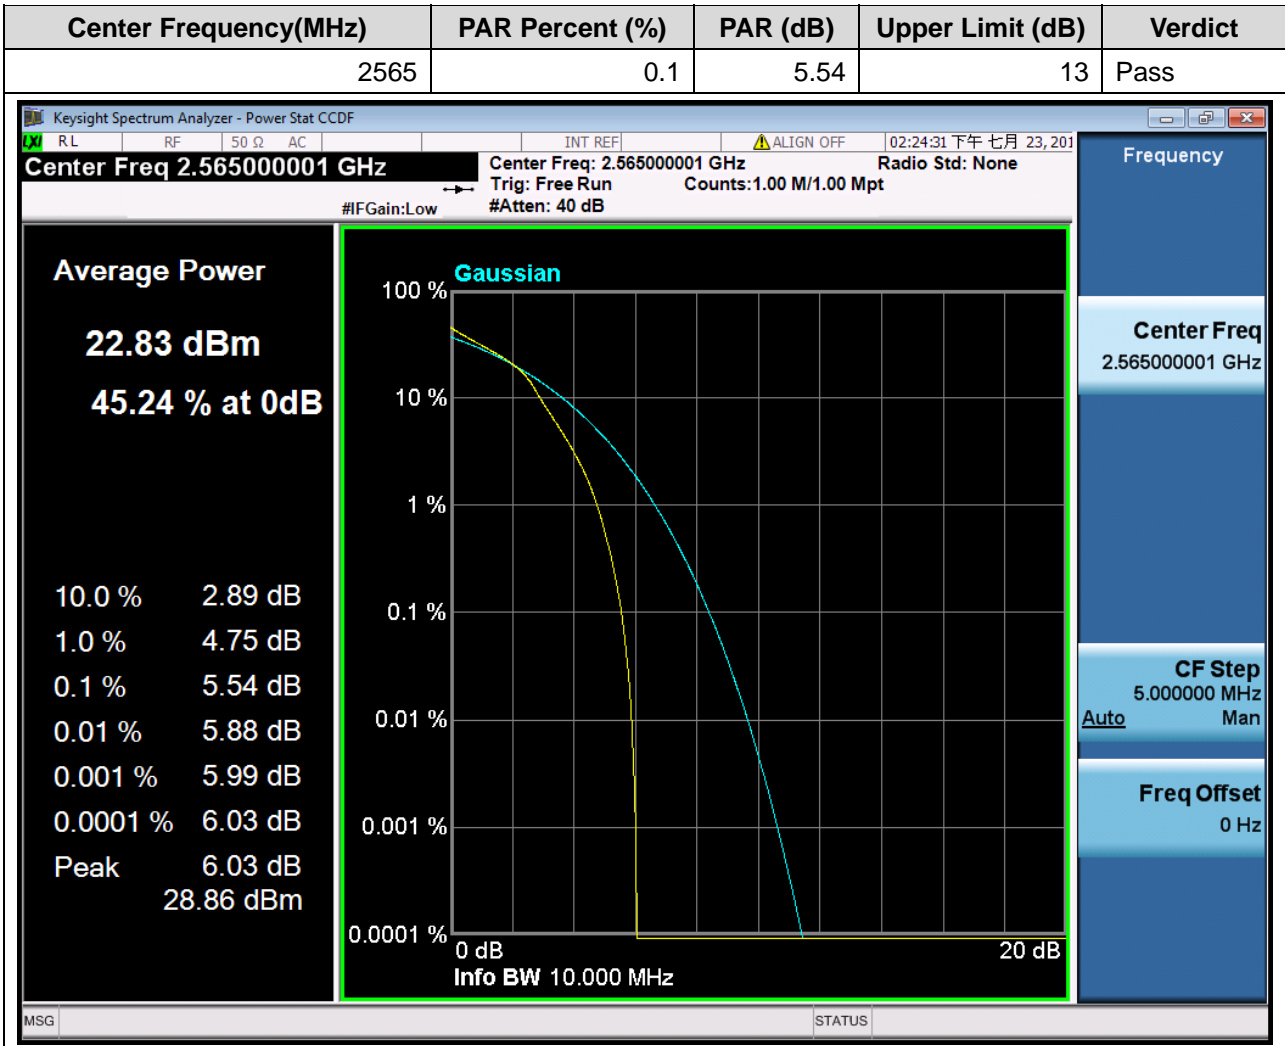 Center Frequency(MHz) PAR Percent (%) PAR (dB) Upper Limit (dB) Verdict
2565 0.1 5.54 13 Pass
Keysight Spectrum Analyzer - Power Stat CCDF
LXI RL RF 50 Ω AC INT REF ALIGN OFF 02:24:31 下午 七月 23, 201
Center Freq 2.565000001 GHz
Center Freq: 2.565000001 GHz Radio Std: None
Trig: Free Run Counts:1.00 M/1.00 Mpt
#IFGain:Low #Atten: 40 dB
Average Power
22.83 dBm
45.24 % at 0dB
10.0 % 2.89 dB
1.0 % 4.75 dB
0.1 % 5.54 dB
0.01 % 5.88 dB
0.001 % 5.99 dB
0.0001 % 6.03 dB
Peak 6.03 dB
28.86 dBm
Gaussian
100 %
10 %
1 %
0.1 %
0.01 %
0.001 %
0.0001 %
0 dB 20 dB
Info BW 10.000 MHz
Frequency
Center Freq
2.565000001 GHz
CF Step
5.000000 MHz
Auto Man
Freq Offset
0 Hz
MSG STATUS